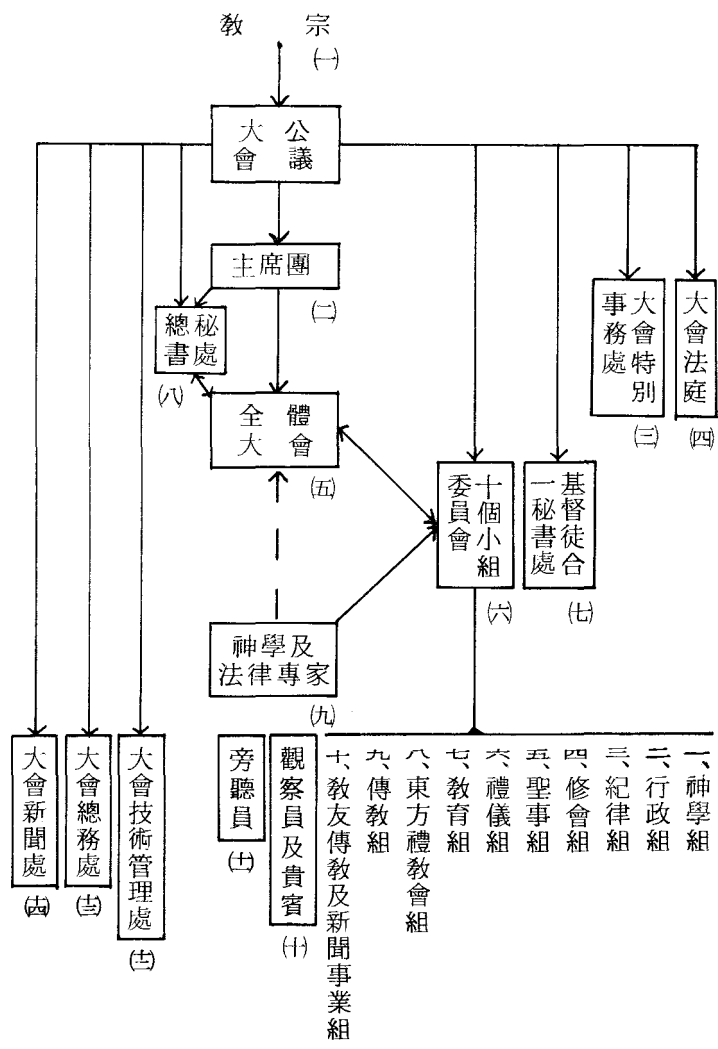 教宗
㈠
大公
會議
主席團
㈡
總秘
書處
㈧
全體
大會
㈤
大會法庭
㈣
大會特別
事務處
㈢
基督徒合
一秘書處
㈦
十個小組
委員會
㈥
神學及
法律專家
㈨
一、神學組
二、行政組
三、紀律組
四、修會組
五、聖事組
六、禮儀組
七、教育組
八、東方禮教會組
九、傳教組
十、教友傳教及新聞事業組
觀察員及貴賓
㈩
旁聽員
(十一)
大會技術管理處
(十二)
大會總務處
(十三)
大會新聞處
(十四)